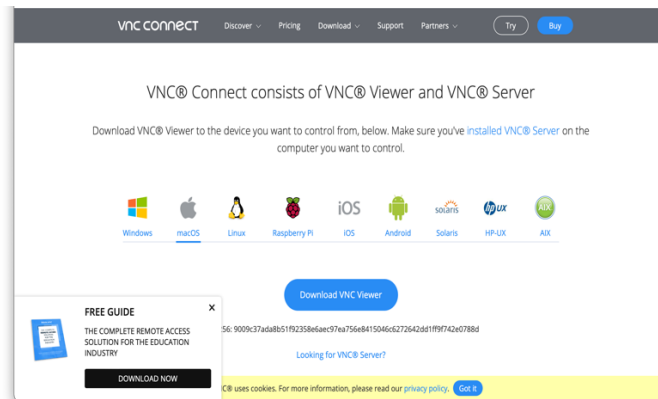 VNC CONNECT Discover Pricing Download Support Partners Try Buy
VNC® Connect consists of VNC® Viewer and VNC® Server
Download VNC® Viewer to the device you want to control from, below. Make sure you've installed VNC® Server on the
computer you want to control.
iOS solaris hp UX AIX
Windows macOS Linux Raspberry Pi iOS Android Solaris HP-UX AIX
Download VNC Viewer
FREE GUIDE X
THE COMPLETE REMOTE ACCESS
SOLUTION FOR THE EDUCATION
INDUSTRY
DOWNLOAD NOW
56: 9009c37ada8b51f92358e6aec97ea756e8415046c6272642dd1ff9f742e0788d
Looking for VNC® Server?
C® uses cookies. For more information, please read our privacy policy. Got it